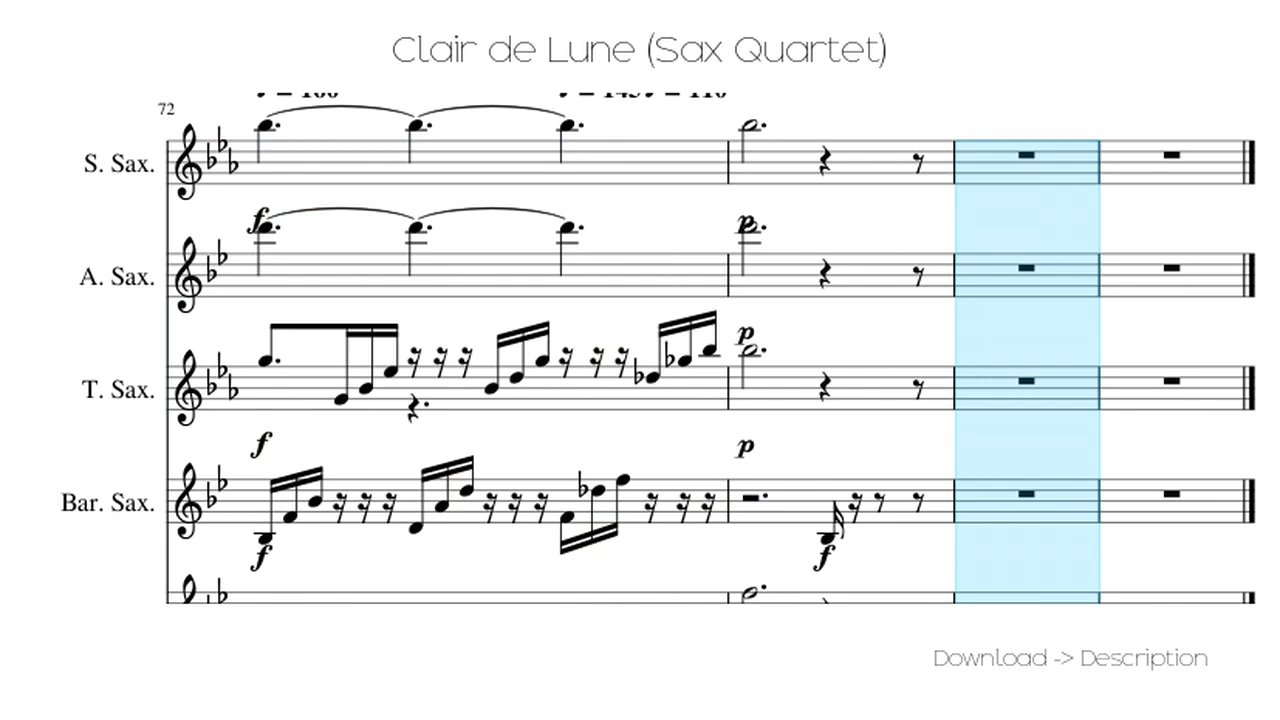 Clair de Lune (Sax Quartet)
72
S. Sax.
f
p
A. Sax.
p
T. Sax.
f
p
Bar. Sax.
f
f
Download -> Description